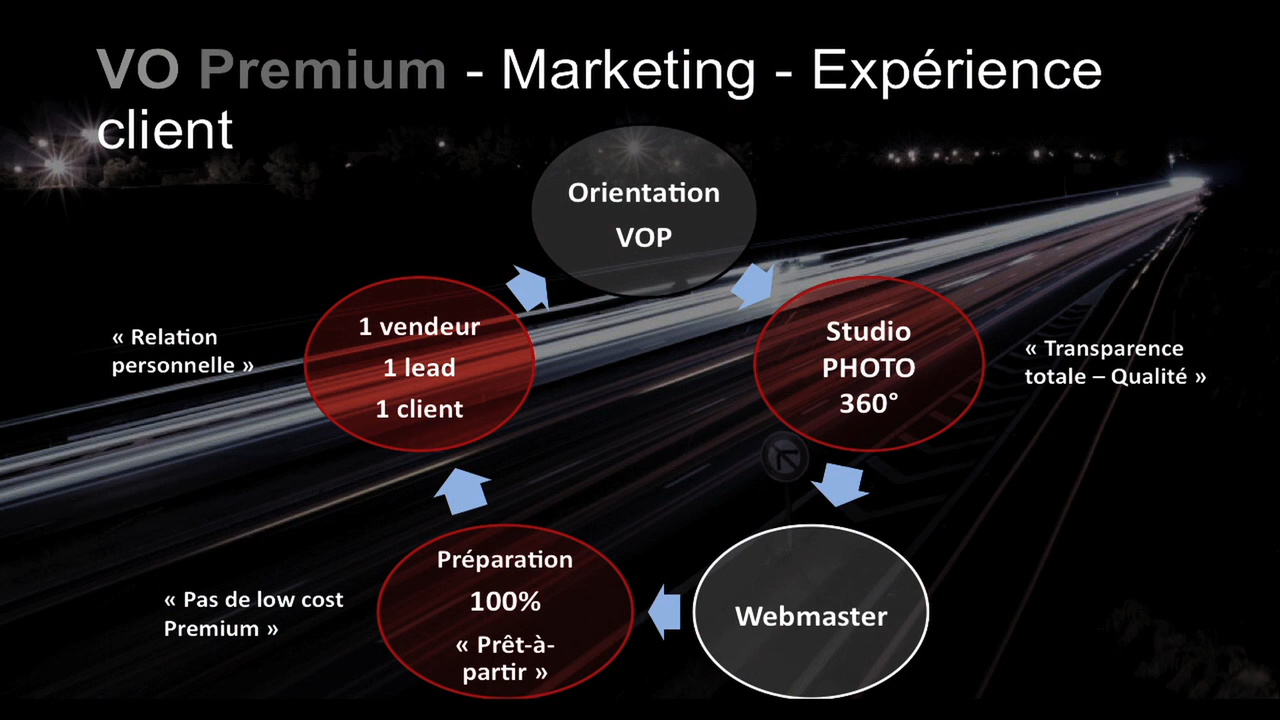 VO Premium - Marketing - Expérience
client
Orientation
VOP
1 vendeur
1 lead
1 client
« Relation
personnelle »
Studio
PHOTO
360°
« Transparence
totale – Qualité »
Préparation
100%
« Prêt-à-
partir »
« Pas de low cost
Premium »
Webmaster